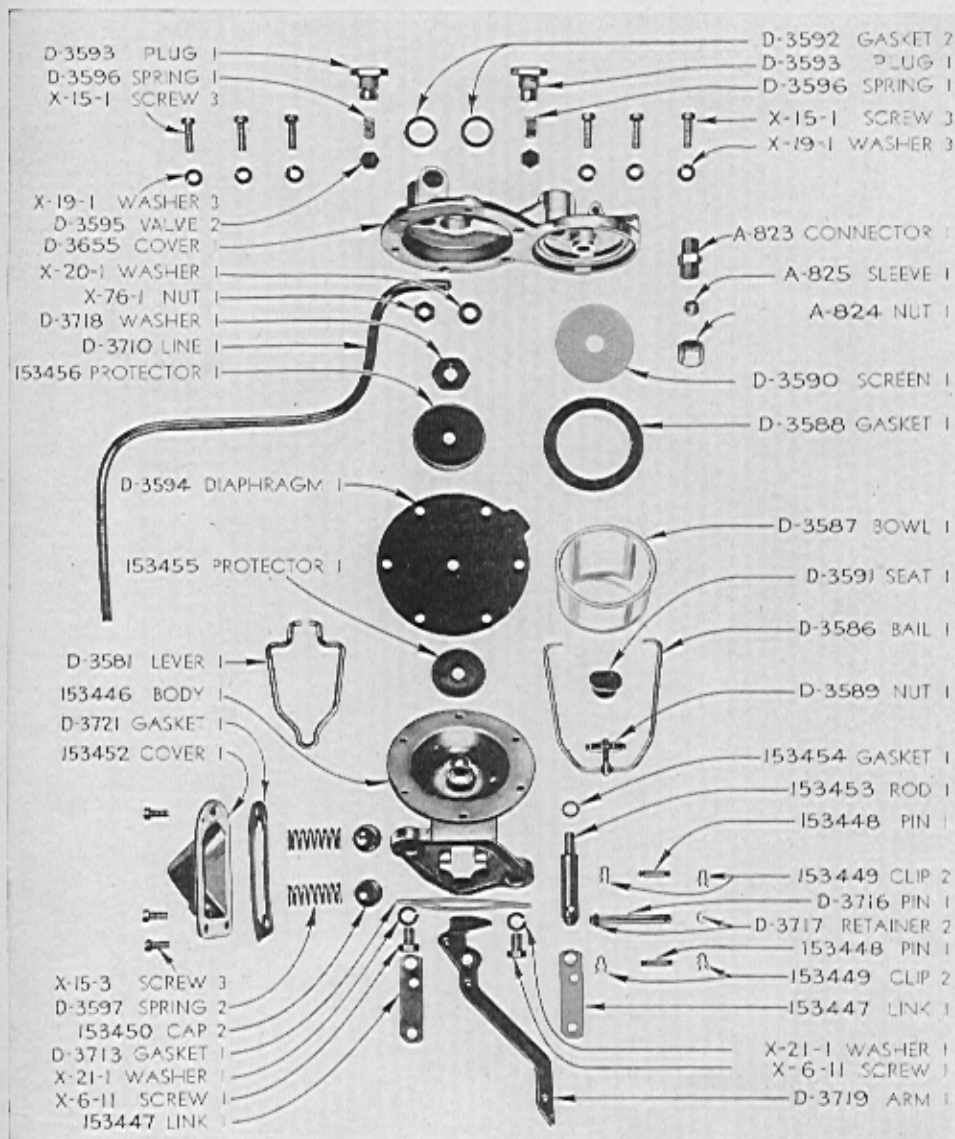 D-3593 PLUG 1
D-3596 SPRING 1
X-15-1 SCREW 3
X-19-1 WASHER 3
D-3595 VALVE 2
D-3655 COVER 1
X-20-1 WASHER 1
X-76-1 NUT 1
D-3718 WASHER 1
D-3710 LINE 1
153456 PROTECTOR 1
D-3594 DIAPHRAGM 1
153455 PROTECTOR 1
D-3581 LEVER 1
153446 BODY 1
D-3721 GASKET 1
153452 COVER 1
X-15-3 SCREW 3
D-3597 SPRING 2
153450 CAP 2
D-3713 GASKET 1
X-21-1 WASHER 1
X-6-11 SCREW 1
153447 LINK 1
D-3592 GASKET 2
D-3593 PLUG 1
D-3596 SPRING 1
X-15-1 SCREW 3
X-19-1 WASHER 3
A-823 CONNECTOR 1
A-825 SLEEVE 1
A-824 NUT 1
D-3590 SCREEN 1
D-3588 GASKET 1
D-3587 BOWL 1
D-3591 SEAT 1
D-3586 BAIL 1
D-3589 NUT 1
153454 GASKET 1
153453 ROD 1
153448 PIN 1
153449 CLIP 2
D-3716 PIN 1
D-3717 RETAINER 2
153448 PIN 1
153449 CLIP 2
153447 LINK 1
X-21-1 WASHER 1
X-6-11 SCREW 1
D-3719 ARM 1